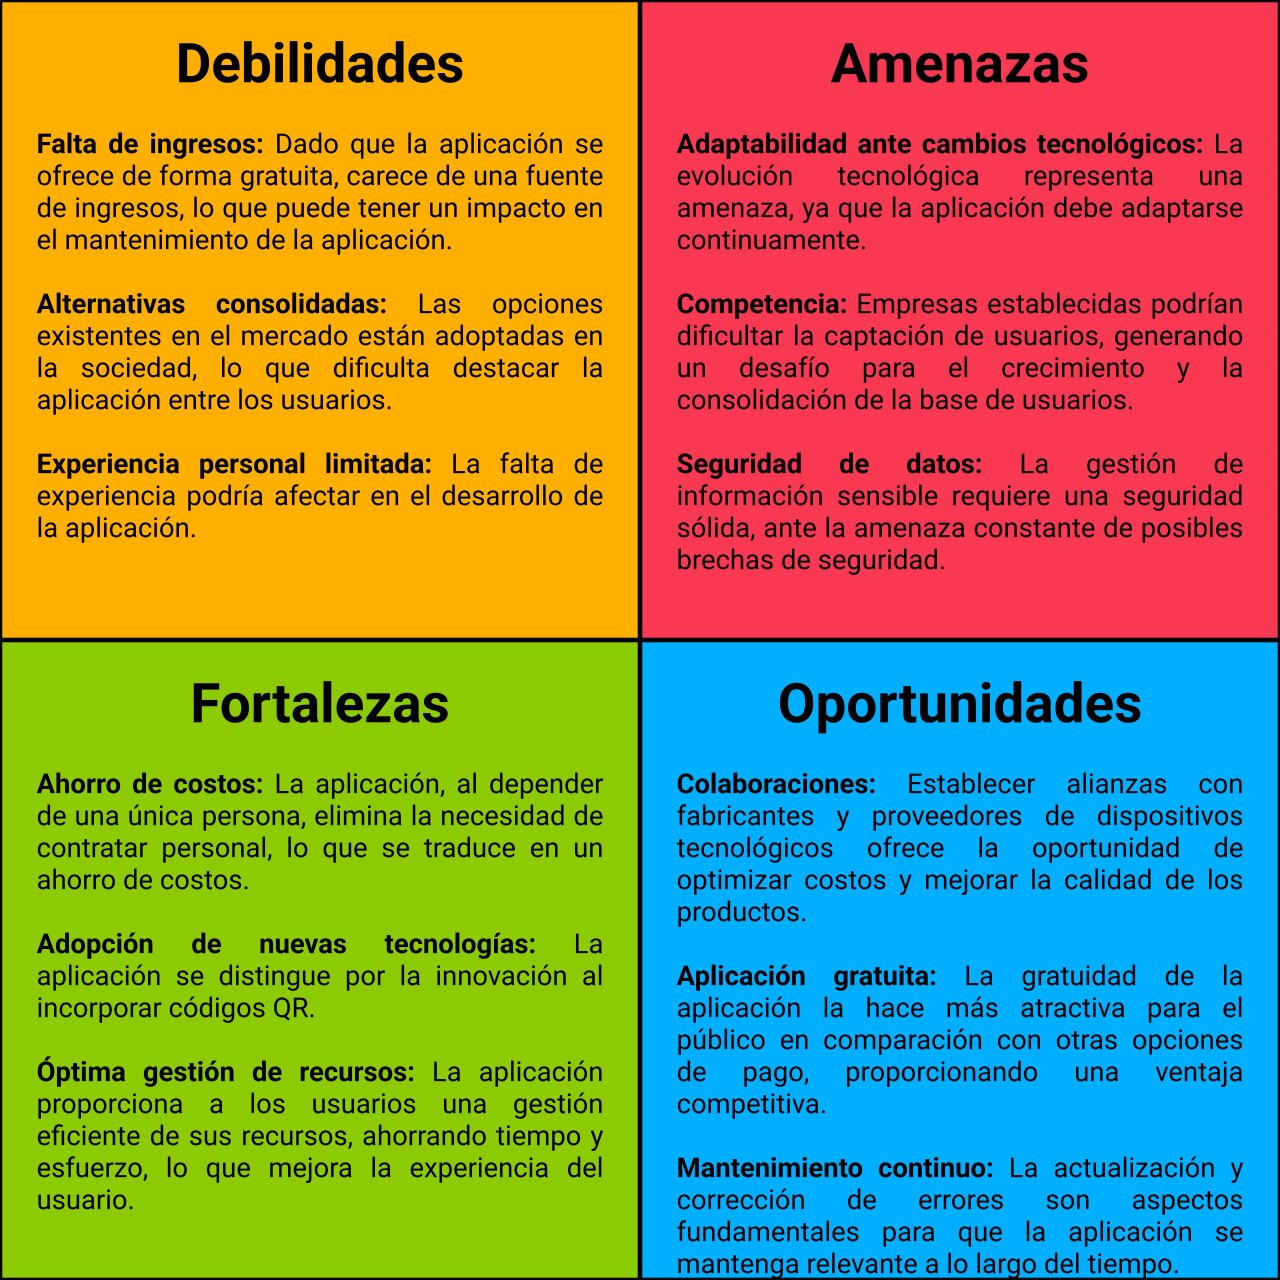 Debilidades
Falta de ingresos: Dado que la aplicación se
ofrece de forma gratuita, carece de una fuente
de ingresos, lo que puede tener un impacto en
el mantenimiento de la aplicación.
Alternativas consolidadas: Las opciones
existentes en el mercado están adoptadas en
la sociedad, lo que dificulta destacar la
aplicación entre los usuarios.
Experiencia personal limitada: La falta de
experiencia podría afectar en el desarrollo de
la aplicación.
Amenazas
Adaptabilidad ante cambios tecnológicos: La
evolución tecnológica representa una
amenaza, ya que la aplicación debe adaptarse
continuamente.
Competencia: Empresas establecidas podrían
dificultar la captación de usuarios, generando
un desafío para el crecimiento y la
consolidación de la base de usuarios.
Seguridad de datos: La gestión de
información sensible requiere una seguridad
sólida, ante la amenaza constante de posibles
brechas de seguridad.
Fortalezas
Ahorro de costos: La aplicación, al depender
de una única persona, elimina la necesidad de
contratar personal, lo que se traduce en un
ahorro de costos.
Adopción de nuevas tecnologías: La
aplicación se distingue por la innovación al
incorporar códigos QR.
Óptima gestión de recursos: La aplicación
proporciona a los usuarios una gestión
eficiente de sus recursos, ahorrando tiempo y
esfuerzo, lo que mejora la experiencia del
usuario.
Oportunidades
Colaboraciones: Establecer alianzas con
fabricantes y proveedores de dispositivos
tecnológicos ofrece la oportunidad de
optimizar costos y mejorar la calidad de los
productos.
Aplicación gratuita: La gratuidad de la
aplicación la hace más atractiva para el
público en comparación con otras opciones
de pago, proporcionando una ventaja
competitiva.
Mantenimiento continuo: La actualización y
corrección de errores son aspectos
fundamentales para que la aplicación se
mantenga relevante a lo largo del tiempo.